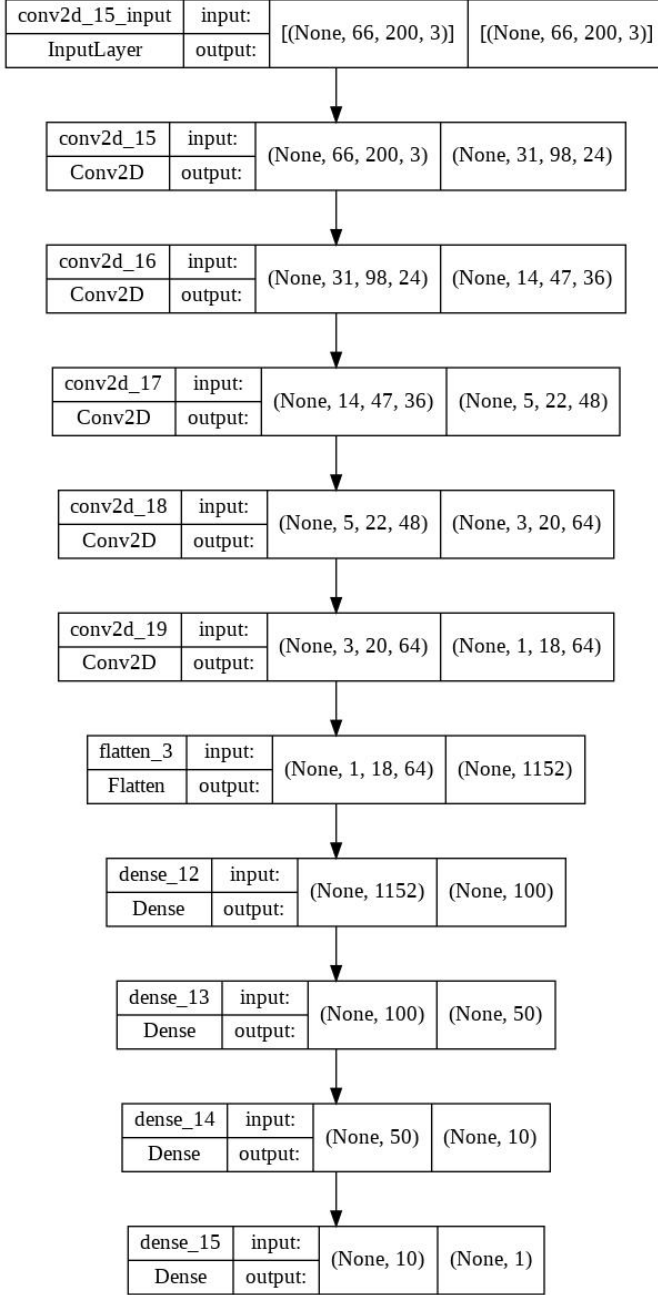 conv2d_15_input input: [(None, 66, 200, 3)] [(None, 66, 200, 3)]
InputLayer output:
conv2d_15 input: (None, 66, 200, 3) (None, 31, 98, 24)
Conv2D output:
conv2d_16 input: (None, 31, 98, 24) (None, 14, 47, 36)
Conv2D output:
conv2d_17 input: (None, 14, 47, 36) (None, 5, 22, 48)
Conv2D output:
conv2d_18 input: (None, 5, 22, 48) (None, 3, 20, 64)
Conv2D output:
conv2d_19 input: (None, 3, 20, 64) (None, 1, 18, 64)
Conv2D output:
flatten_3 input: (None, 1, 18, 64) (None, 1152)
Flatten output:
dense_12 input: (None, 1152) (None, 100)
Dense output:
dense_13 input: (None, 100) (None, 50)
Dense output:
dense_14 input: (None, 50) (None, 10)
Dense output:
dense_15 input: (None, 10) (None, 1)
Dense output: